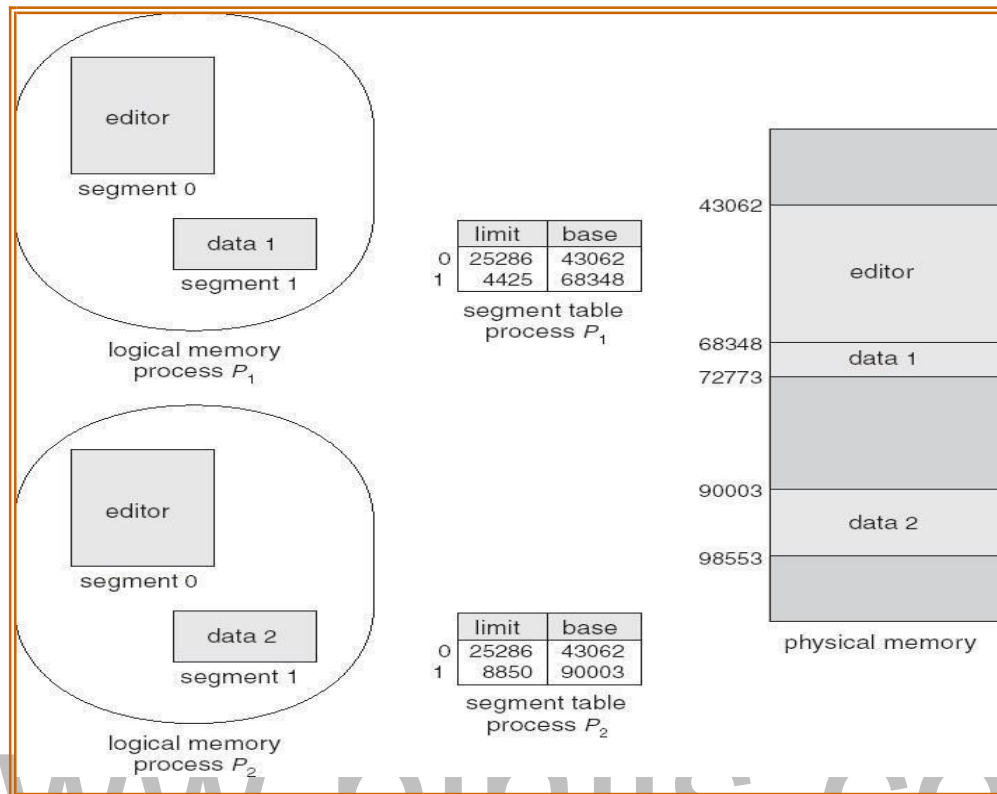 editor
segment 0
data 1
segment 1
logical memory
process P1
limit base
0 25286 43062
1 4425 68348
segment table
process P1
editor
segment 0
data 2
segment 1
logical memory
process P2
limit base
0 25286 43062
1 8850 90003
segment table
process P2
43062
editor
68348
data 1
72773
90003
data 2
98553
physical memory